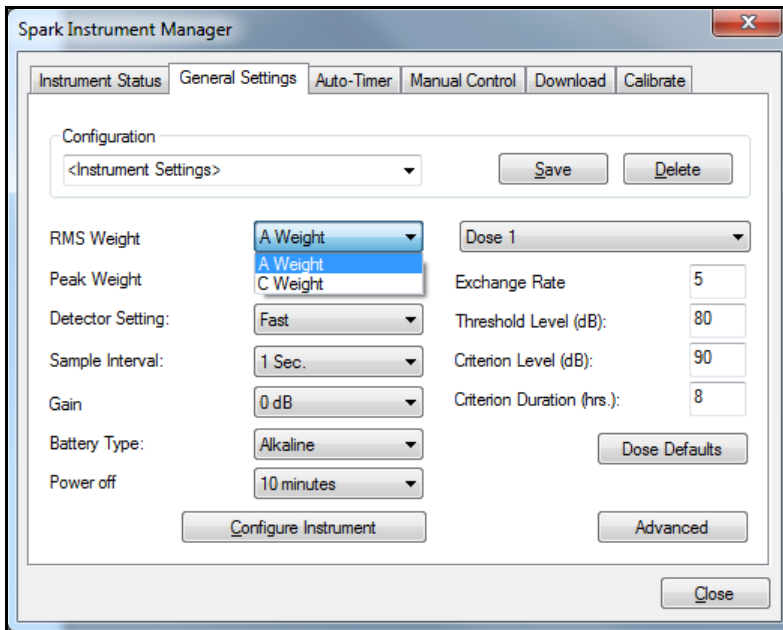 Spark Instrument Manager
Instrument Status General Settings Auto-Timer Manual Control Download Calibrate
Configuration
<Instrument Settings> Save Delete
RMS Weight A Weight Dose 1
A Weight
Peak Weight C Weight Exchange Rate 5
Detector Setting: Fast Threshold Level (dB): 80
Sample Interval: 1 Sec. Criterion Level (dB): 90
Gain 0 dB Criterion Duration (hrs.): 8
Battery Type: Alkaline Dose Defaults
Power off 10 minutes
Configure Instrument Advanced
Close